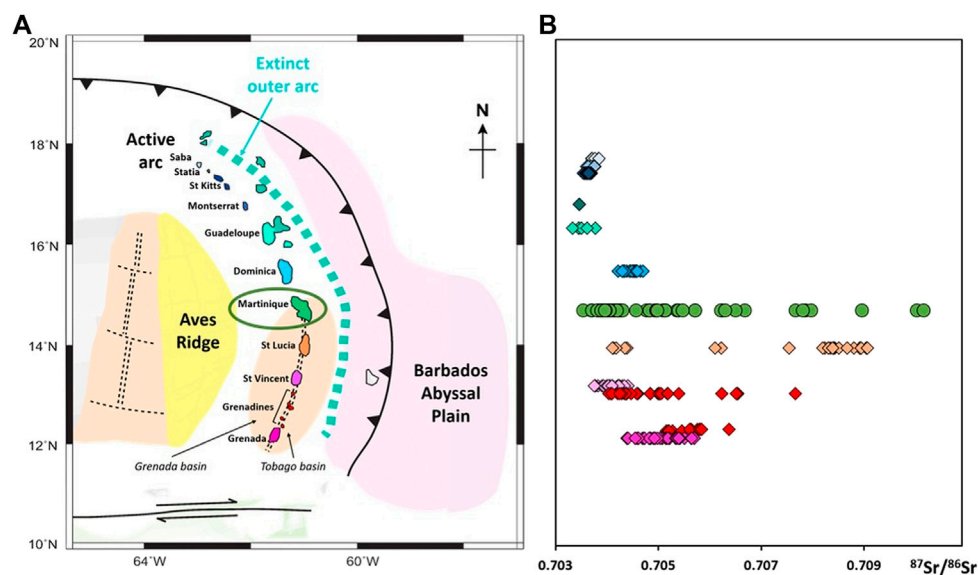 A
B
20°N
18°N
16°N
14°N
12°N
10°N
Extinct
outer arc
N
Active
arc
Saba
Statia
St Kitts
Montserrat
Guadeloupe
Dominica
Martinique
Aves
Ridge
St Lucia
St Vincent
Grenadines
Grenada
Barbados
Abyssal
Plain
Grenada basin
Tobago basin
64°W
60°W
0.703
0.705
0.707
0.709
⁸⁷Sr/⁸⁶Sr